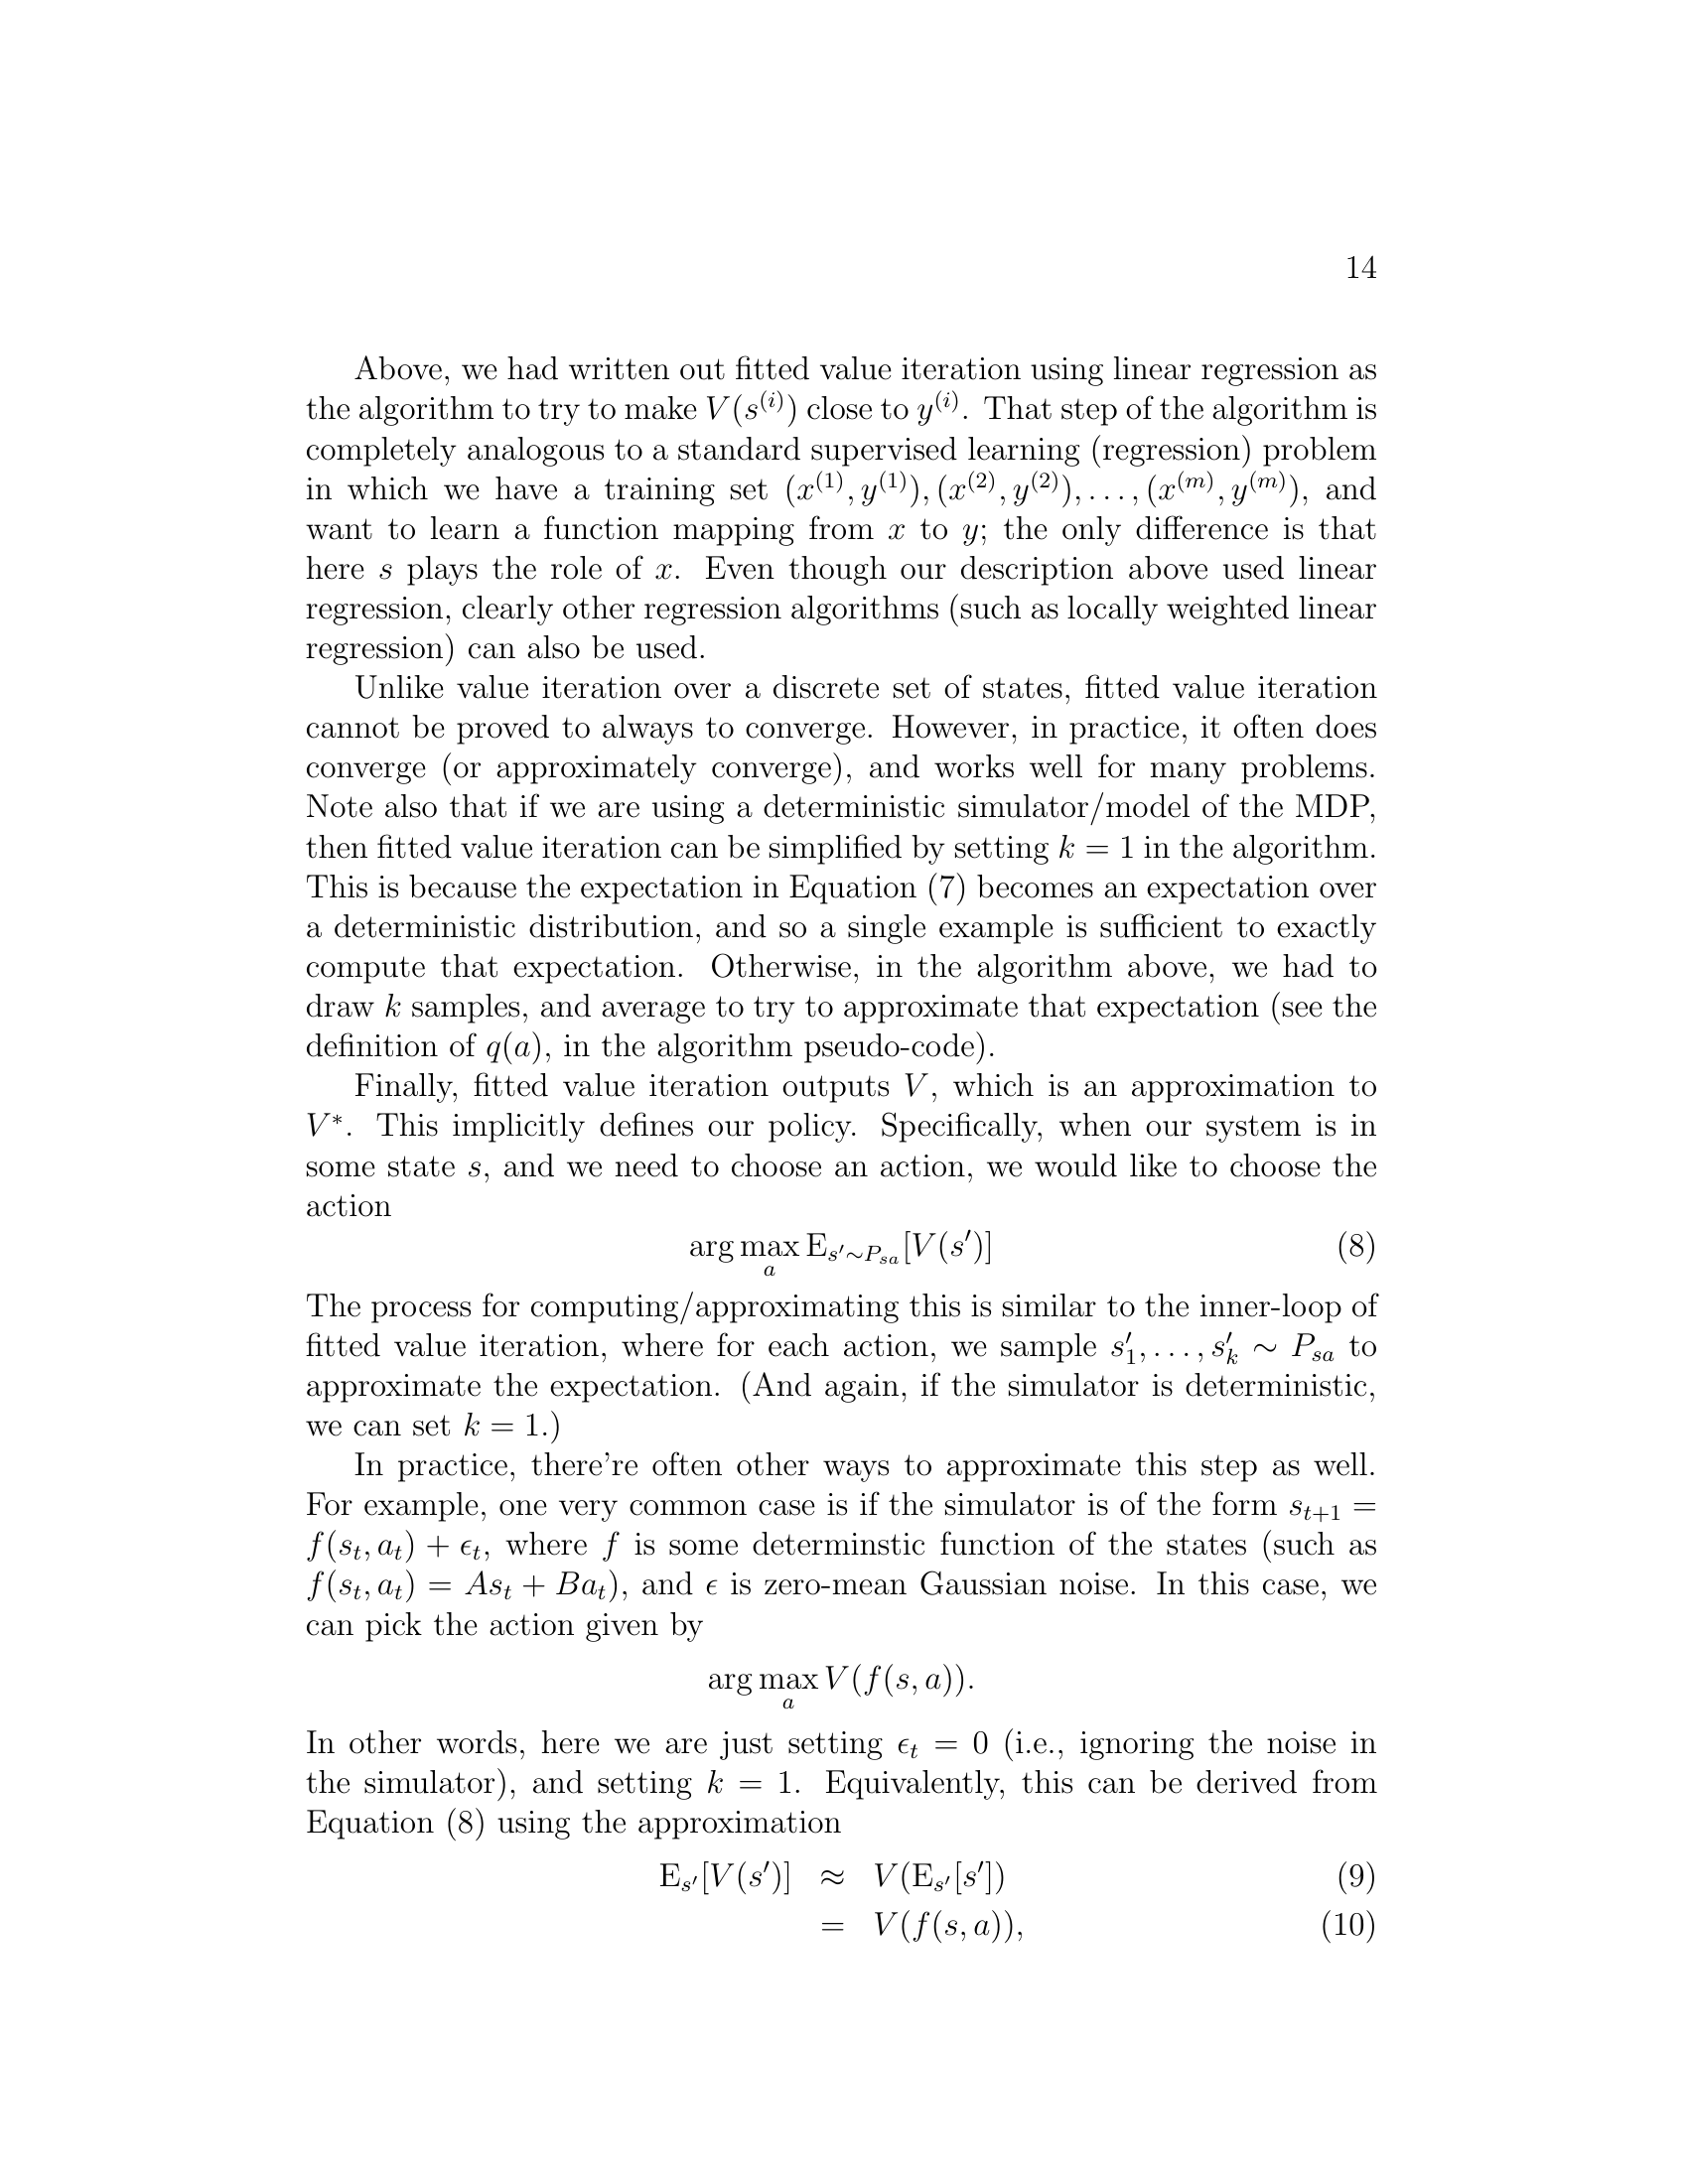 14
Above, we had written out fitted value iteration using linear regression as
the algorithm to try to make V(s^{(i)}) close to y^{(i)}. That step of the algorithm is
completely analogous to a standard supervised learning (regression) problem
in which we have a training set (x^{(1)}, y^{(1)}), (x^{(2)}, y^{(2)}), . . . , (x^{(m)}, y^{(m)}), and
want to learn a function mapping from x to y; the only difference is that
here s plays the role of x. Even though our description above used linear
regression, clearly other regression algorithms (such as locally weighted linear
regression) can also be used.
Unlike value iteration over a discrete set of states, fitted value iteration
cannot be proved to always to converge. However, in practice, it often does
converge (or approximately converge), and works well for many problems.
Note also that if we are using a deterministic simulator/model of the MDP,
then fitted value iteration can be simplified by setting k = 1 in the algorithm.
This is because the expectation in Equation (7) becomes an expectation over
a deterministic distribution, and so a single example is sufficient to exactly
compute that expectation. Otherwise, in the algorithm above, we had to
draw k samples, and average to try to approximate that expectation (see the
definition of q(a), in the algorithm pseudo-code).
Finally, fitted value iteration outputs V, which is an approximation to
V^*. This implicitly defines our policy. Specifically, when our system is in
some state s, and we need to choose an action, we would like to choose the
action
arg max_a E_{s'∼P_{sa}}[V(s')] (8)
The process for computing/approximating this is similar to the inner-loop of
fitted value iteration, where for each action, we sample s'_1, . . . , s'_k ∼ P_{sa} to
approximate the expectation. (And again, if the simulator is deterministic,
we can set k = 1.)
In practice, there're often other ways to approximate this step as well.
For example, one very common case is if the simulator is of the form s_{t+1} =
f(s_t, a_t) + ϵ_t, where f is some determinstic function of the states (such as
f(s_t, a_t) = As_t + Ba_t), and ϵ is zero-mean Gaussian noise. In this case, we
can pick the action given by
arg max_a V(f(s, a)).
In other words, here we are just setting ϵ_t = 0 (i.e., ignoring the noise in
the simulator), and setting k = 1. Equivalently, this can be derived from
Equation (8) using the approximation
E_{s'}[V(s')] ≈ V(E_{s'}[s']) (9)
= V(f(s, a)), (10)